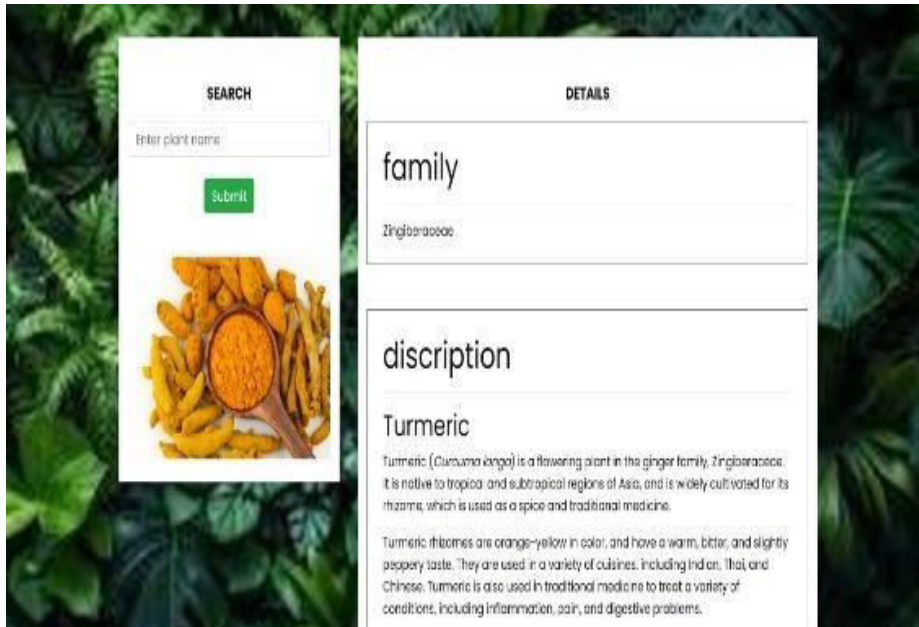 SEARCH
Enter plant name
Submit
DETAILS
family
Zingiberaceae
discription
Turmeric
Turmeric (Curcuma longa) is a flowering plant in the ginger family, Zingiberaceae.
It is native to tropical and subtropical regions of Asia, and is widely cultivated for its
rhizome, which is used as a spice and traditional medicine.
Turmeric rhizomes are orange-yellow in color, and have a warm, bitter, and slightly
peppery taste. They are used in a variety of cuisines, including Indian, Thai, and
Chinese. Turmeric is also used in traditional medicine to treat a variety of
conditions, including inflammation, pain, and digestive problems.